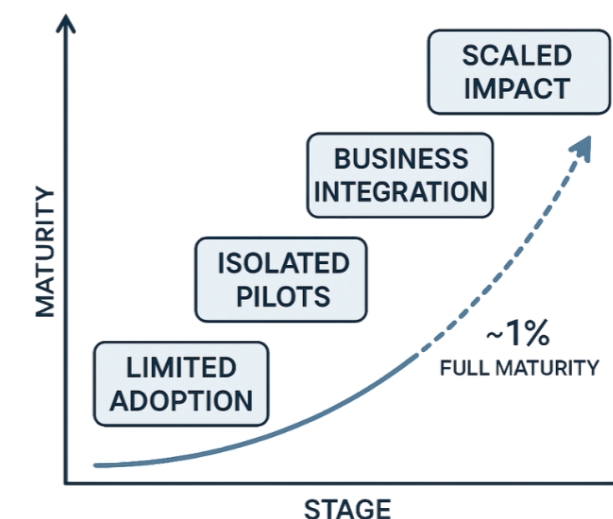 SCALED
IMPACT
BUSINESS
INTEGRATION
ISOLATED
PILOTS
LIMITED
ADOPTION
~1%
FULL MATURITY
MATURITY
STAGE